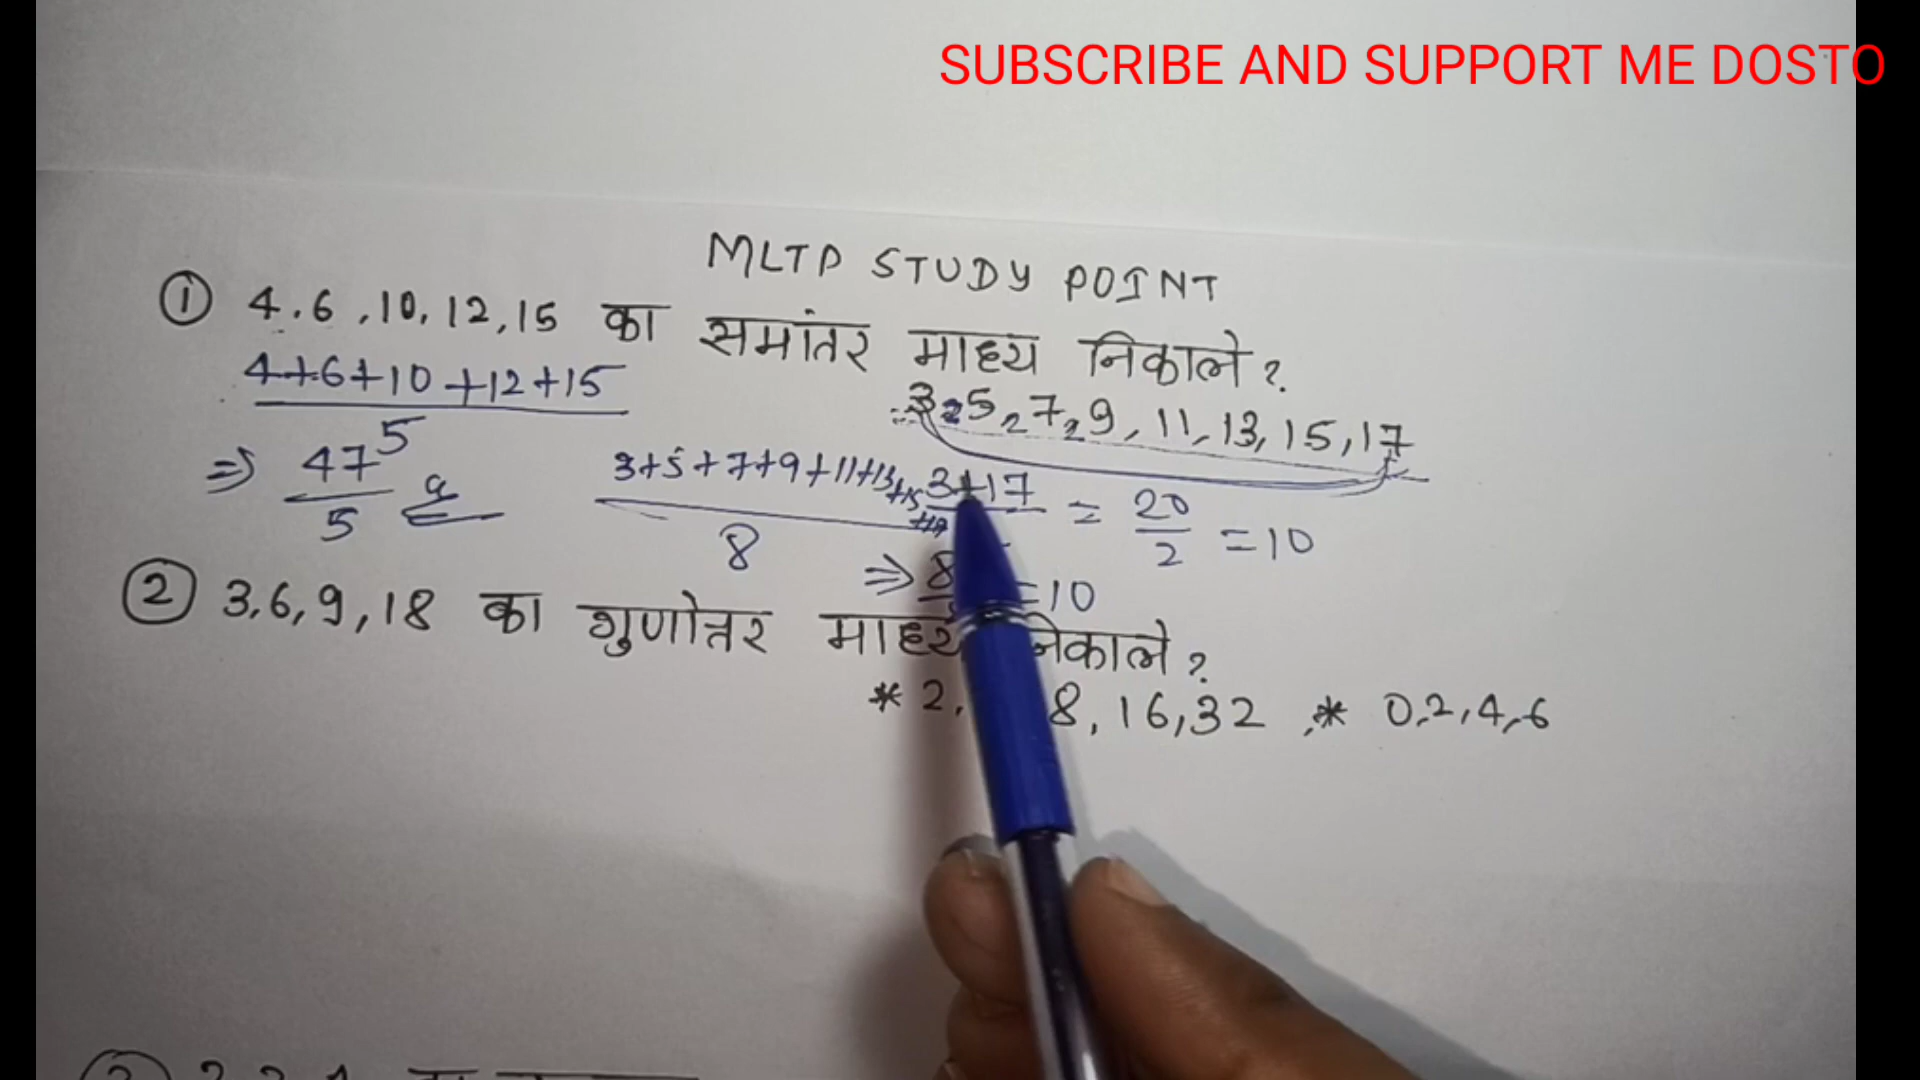 SUBSCRIBE AND SUPPORT ME DOSTO
MLTP STUDY POINT
① 4,6,10,12,15 का समांतर माध्य निकाले?
4+6+10+12+15
5
3,5,7,9,11,13,15,17
⇒ 47
5
3+5+7+9+11+13+15+17
8
3+17
= 20
2
=10
⇒ 8
=10
② 3,6,9,18 का गुणोत्तर माध्य निकाले?
* 2, 8,16,32 ,* 0,2,4,6